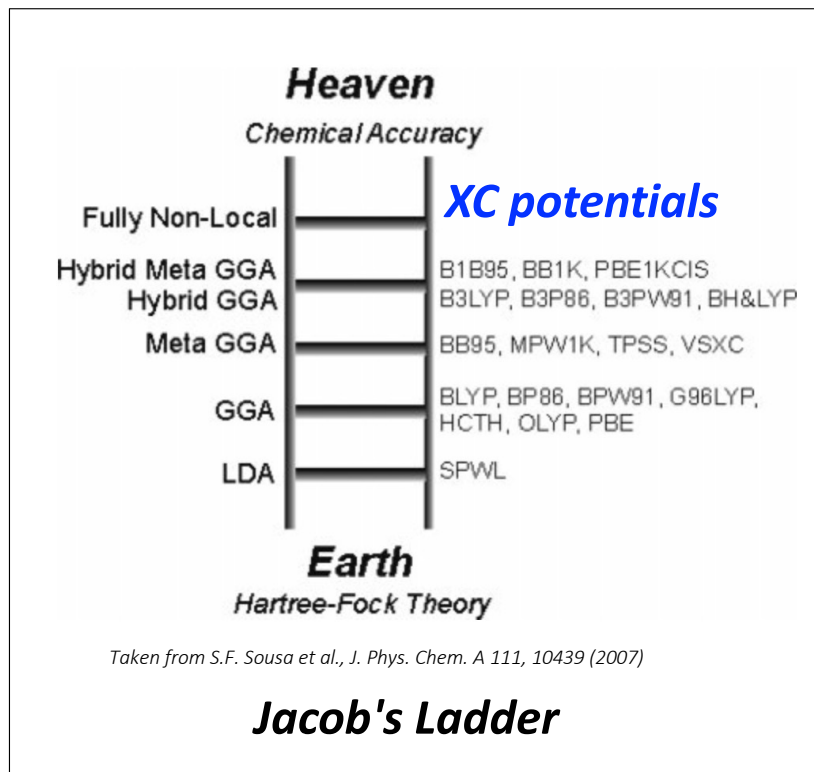 Heaven
Chemical Accuracy
XC potentials
Fully Non-Local
Hybrid Meta GGA
B1B95, BB1K, PBE1KCIS
Hybrid GGA
B3LYP, B3P86, B3PW91, BH&LYP
Meta GGA
BB95, MPW1K, TPSS, VSXC
GGA
BLYP, BP86, BPW91, G96LYP,
HCTH, OLYP, PBE
LDA
SPWL
Earth
Hartree-Fock Theory
Taken from S.F. Sousa et al., J. Phys. Chem. A 111, 10439 (2007)
Jacob's Ladder